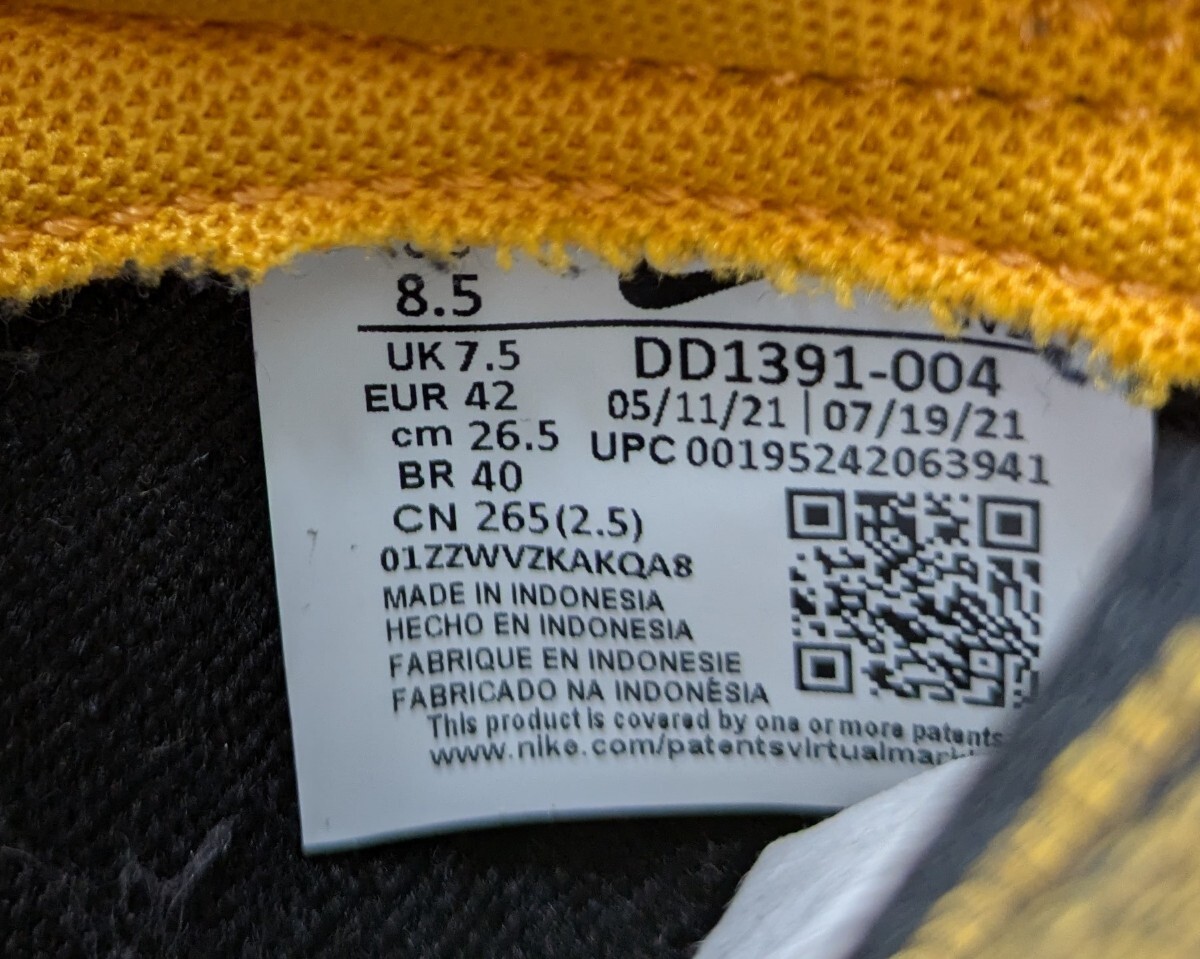 8.5
UK 7.5
EUR 42
cm 26.5
BR 40
CN 265(2.5)
DD1391-004
05/11/21 | 07/19/21
UPC 00195242063941
01ZZWVZKAKQA8
MADE IN INDONESIA
HECHO EN INDONESIA
FABRIQUE EN INDONESIE
FABRICADO NA INDONÉSIA
This product is covered by one or more patents
www.nike.com/patentsvirtualmark